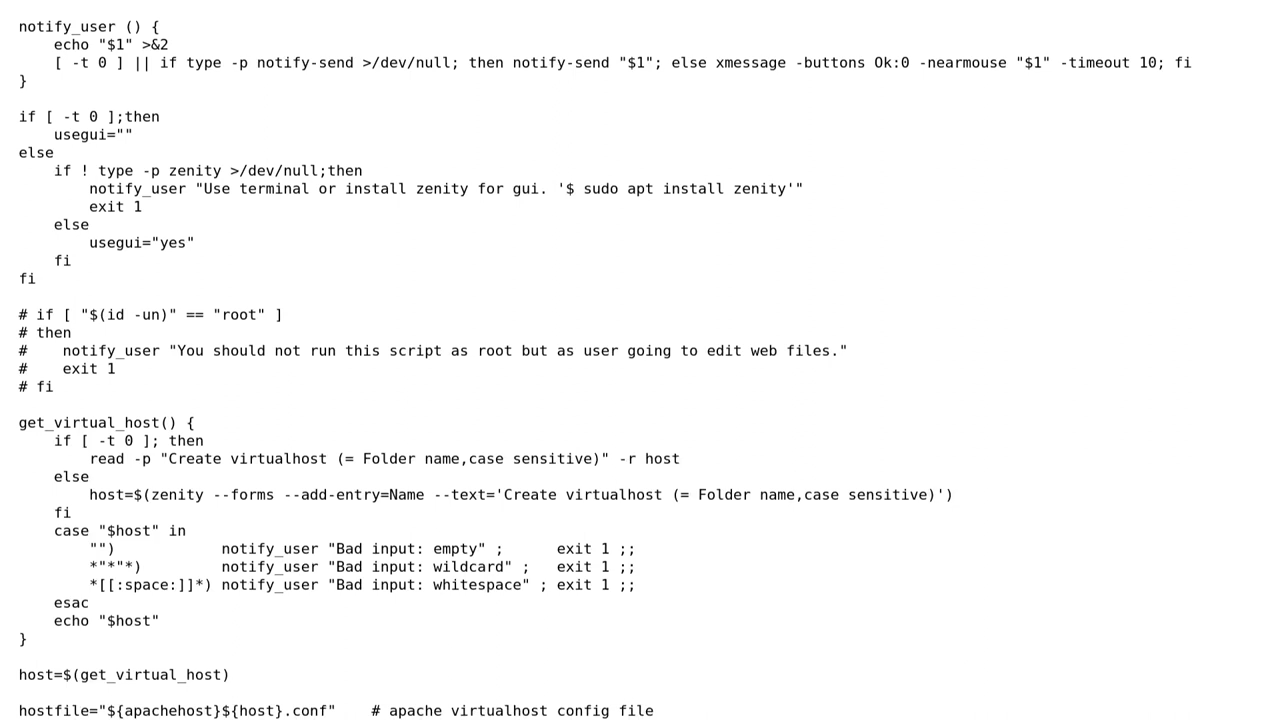 notify_user () {
    echo "$1" >&2
    [ -t 0 ] || if type -p notify-send >/dev/null; then notify-send "$1"; else xmessage -buttons Ok:0 -nearmouse "$1" -timeout 10; fi
}

if [ -t 0 ];then
    usegui=""
else
    if ! type -p zenity >/dev/null;then
        notify_user "Use terminal or install zenity for gui. '$ sudo apt install zenity'"
        exit 1
    else
        usegui="yes"
    fi
fi

# if [ "$(id -un)" == "root" ]
# then
#    notify_user "You should not run this script as root but as user going to edit web files."
#    exit 1
# fi

get_virtual_host() {
    if [ -t 0 ]; then
        read -p "Create virtualhost (= Folder name,case sensitive)" -r host
    else
        host=$(zenity --forms --add-entry=Name --text='Create virtualhost (= Folder name,case sensitive)')
    fi
    case "$host" in
        "")            notify_user "Bad input: empty" ;      exit 1 ;;
        *"*"*)         notify_user "Bad input: wildcard" ;   exit 1 ;;
        *[[:space:]]*) notify_user "Bad input: whitespace" ; exit 1 ;;
    esac
    echo "$host"
}

host=$(get_virtual_host)

hostfile="${apachehost}${host}.conf"    # apache virtualhost config file